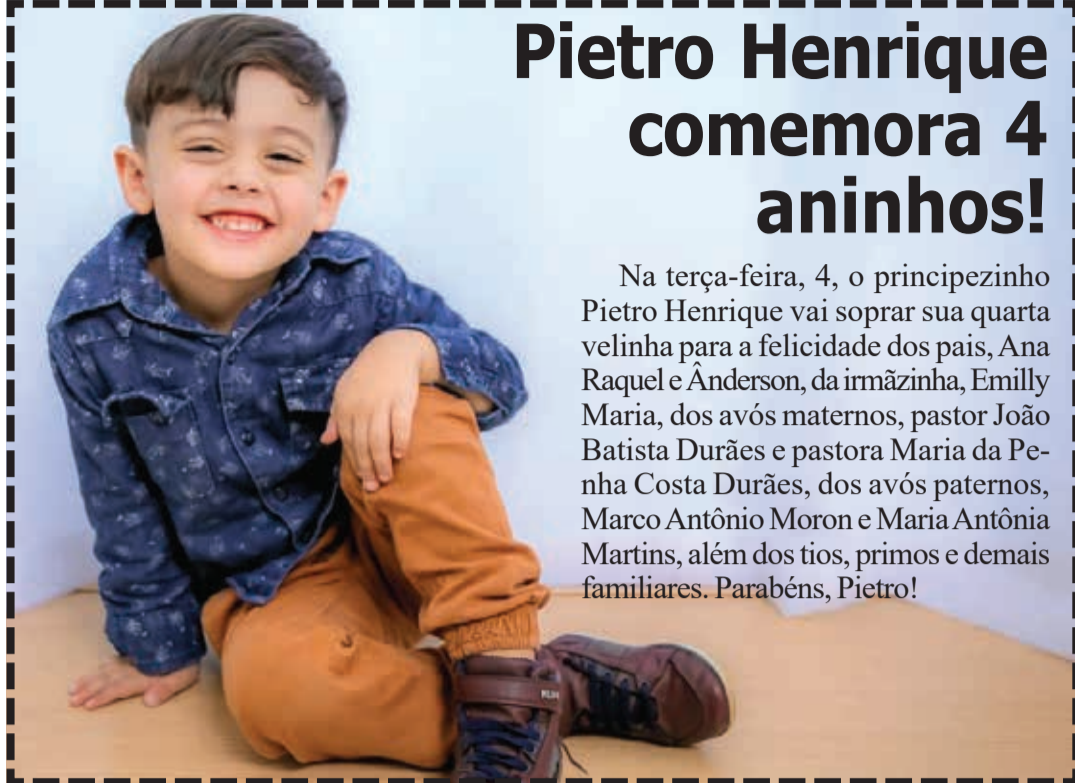 Pietro Henrique
comemora 4
aninhos!
Na terça-feira, 4, o principezinho
Pietro Henrique vai soprar sua quarta
velinha para a felicidade dos pais, Ana
Raquel e Ânderson, da irmãzinha, Emilly
Maria, dos avós maternos, pastor João
Batista Durães e pastora Maria da Pe-
nha Costa Durães, dos avós paternos,
Marco Antônio Moron e Maria Antônia
Martins, além dos tios, primos e demais
familiares. Parabéns, Pietro!